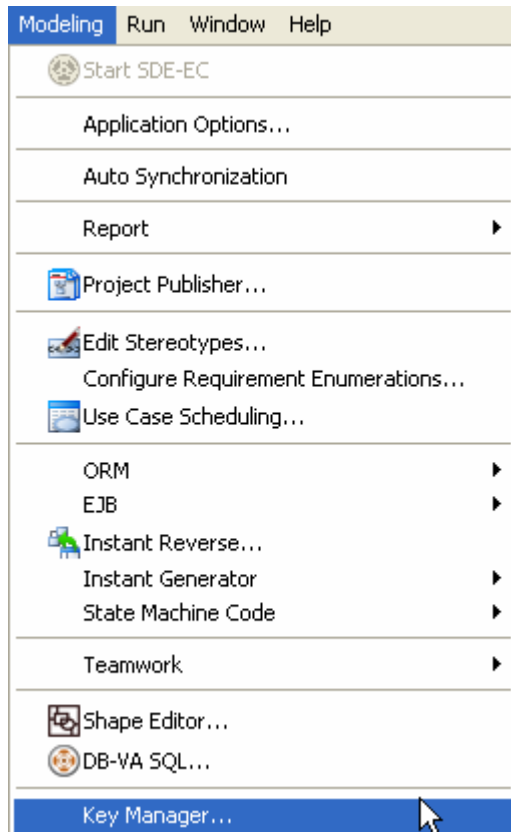 Modeling Run Window Help
Start SDE-EC
Application Options...
Auto Synchronization
Report
Project Publisher...
Edit Stereotypes...
Configure Requirement Enumerations...
Use Case Scheduling...
ORM
EJB
Instant Reverse...
Instant Generator
State Machine Code
Teamwork
Shape Editor...
DB-VA SQL...
Key Manager...